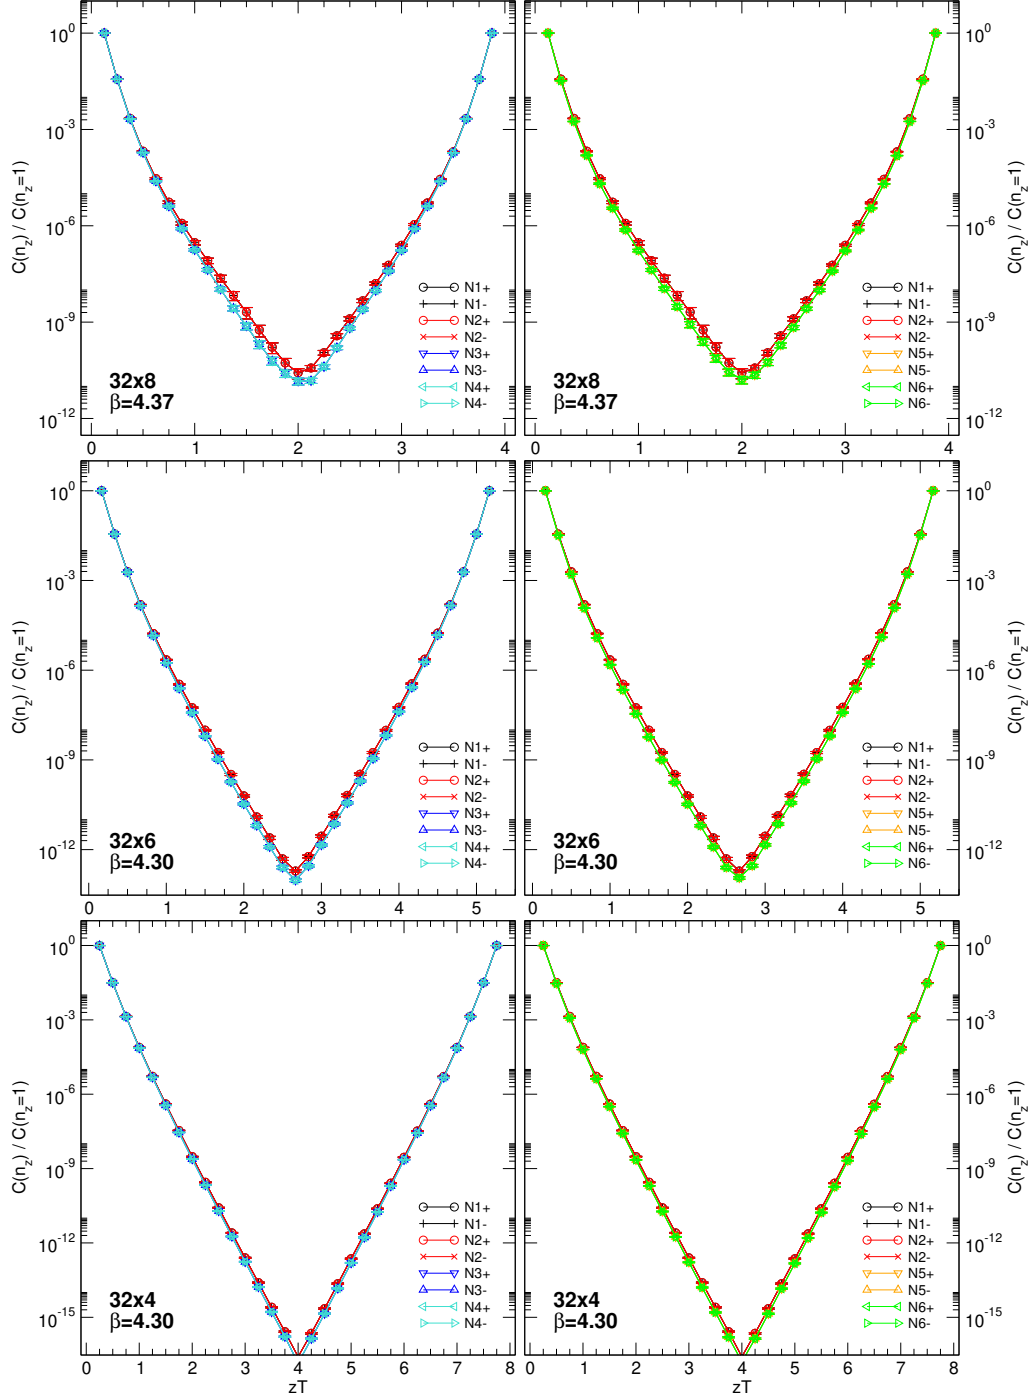 C(n_z) / C(n_z=1)
10^0
10^-3
10^-6
10^-9
10^-12
N1+
N1-
N2+
N2-
N3+
N3-
N4+
N4-
32x8
β=4.37
0 1 2 3 4
10^0
10^-3
10^-6
10^-9
10^-12
C(n_z) / C(n_z=1)
N1+
N1-
N2+
N2-
N5+
N5-
N6+
N6-
32x8
β=4.37
0 1 2 3 4
C(n_z) / C(n_z=1)
10^0
10^-3
10^-6
10^-9
10^-12
N1+
N1-
N2+
N2-
N3+
N3-
N4+
N4-
32x6
β=4.30
0 1 2 3 4 5
10^0
10^-3
10^-6
10^-9
10^-12
C(n_z) / C(n_z=1)
N1+
N1-
N2+
N2-
N5+
N5-
N6+
N6-
32x6
β=4.30
0 1 2 3 4 5
C(n_z) / C(n_z=1)
10^0
10^-3
10^-6
10^-9
10^-12
10^-15
N1+
N1-
N2+
N2-
N3+
N3-
N4+
N4-
32x4
β=4.30
0 1 2 3 4 5 6 7 8
zT
10^0
10^-3
10^-6
10^-9
10^-12
10^-15
C(n_z) / C(n_z=1)
N1+
N1-
N2+
N2-
N5+
N5-
N6+
N6-
32x4
β=4.30
0 1 2 3 4 5 6 7 8
zT